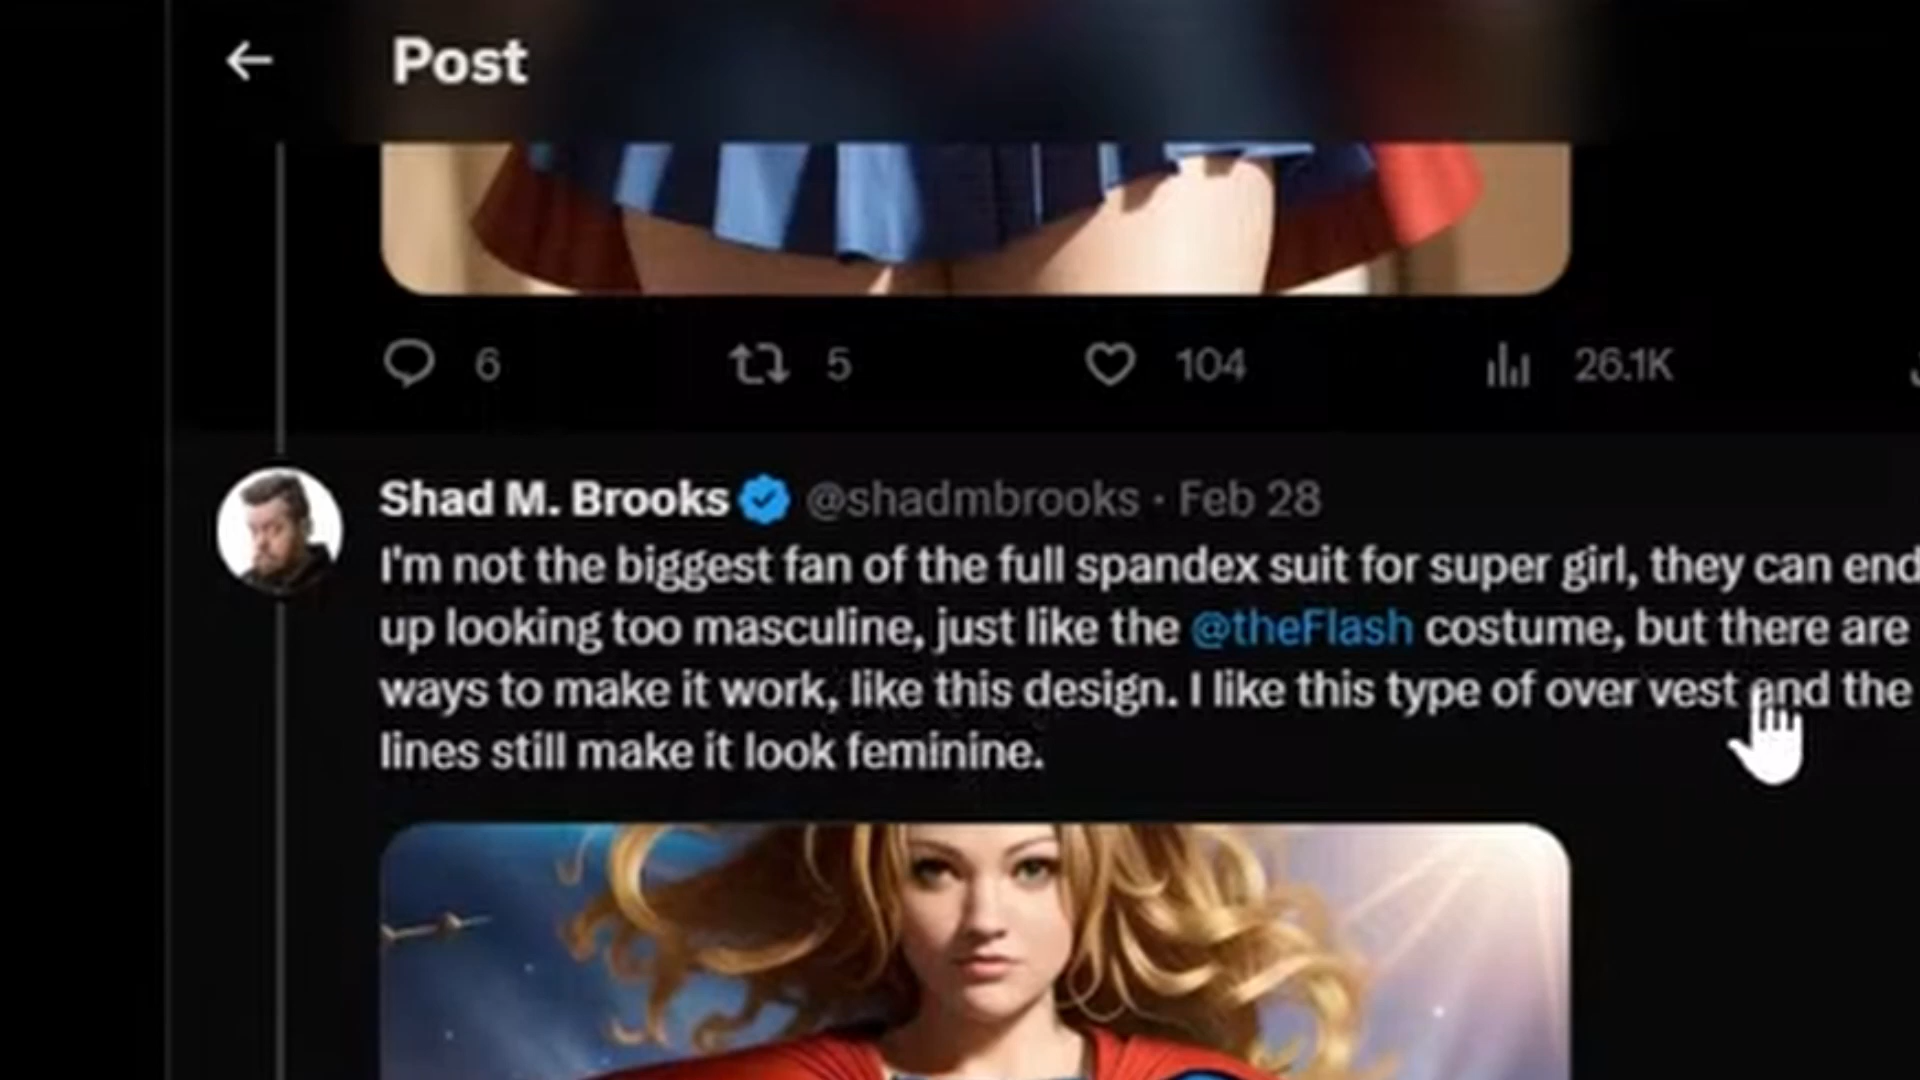 Post
6 5 104 26.1K
Shad M. Brooks @shadmbrooks · Feb 28
I'm not the biggest fan of the full spandex suit for super girl, they can end
up looking too masculine, just like the @theFlash costume, but there are
ways to make it work, like this design. I like this type of over vest and the
lines still make it look feminine.